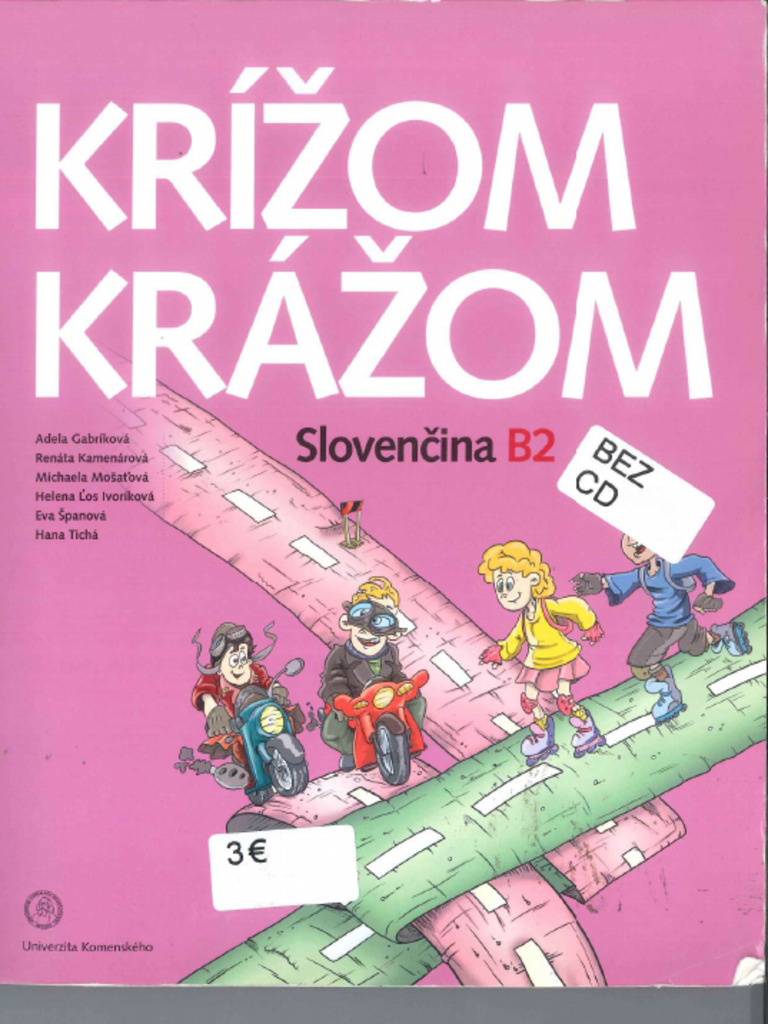 KRÍŽOM
KRÁŽOM
Slovenčina B2
Adela Gabríková
Renáta Kamenárová
Michaela Mošaťová
Helena Ľos Ivoríková
Eva Španová
Hana Tichá
BEZ
CD
3€
Univerzita Komenského